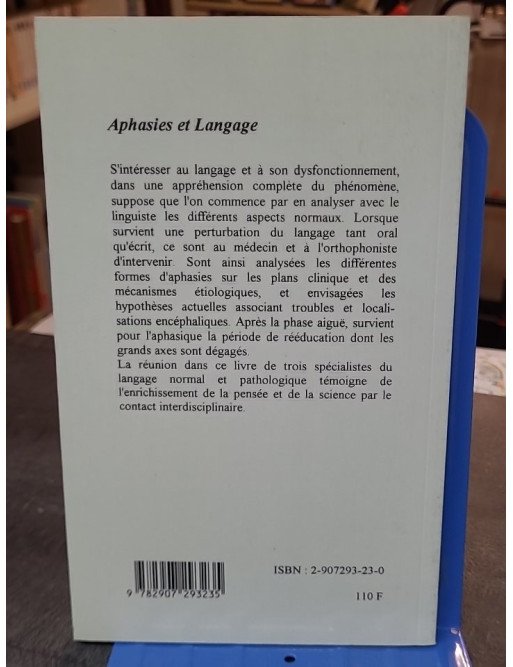 Aphasies et Langage
S'intéresser au langage et à son dysfonctionnement,
dans une appréhension complète du phénomène,
suppose que l'on commence par en analyser avec le
linguiste les différents aspects normaux. Lorsque
survient une perturbation du langage tant oral
qu'écrit, ce sont au médecin et à l'orthophoniste
d'intervenir. Sont ainsi analysées les différentes
formes d'aphasies sur les plans clinique et des
mécanismes étiologiques, et envisagées les
hypothèses actuelles associant troubles et locali-
sations encéphaliques. Après la phase aiguë, survient
pour l'aphasique la période de rééducation dont les
grands axes sont dégagés.
La réunion dans ce livre de trois spécialistes du
langage normal et pathologique témoigne de
l'enrichissement de la pensée et de la science par le
contact interdisciplinaire.
ISBN : 2-907293-23-0
9 782907 293235
110 F